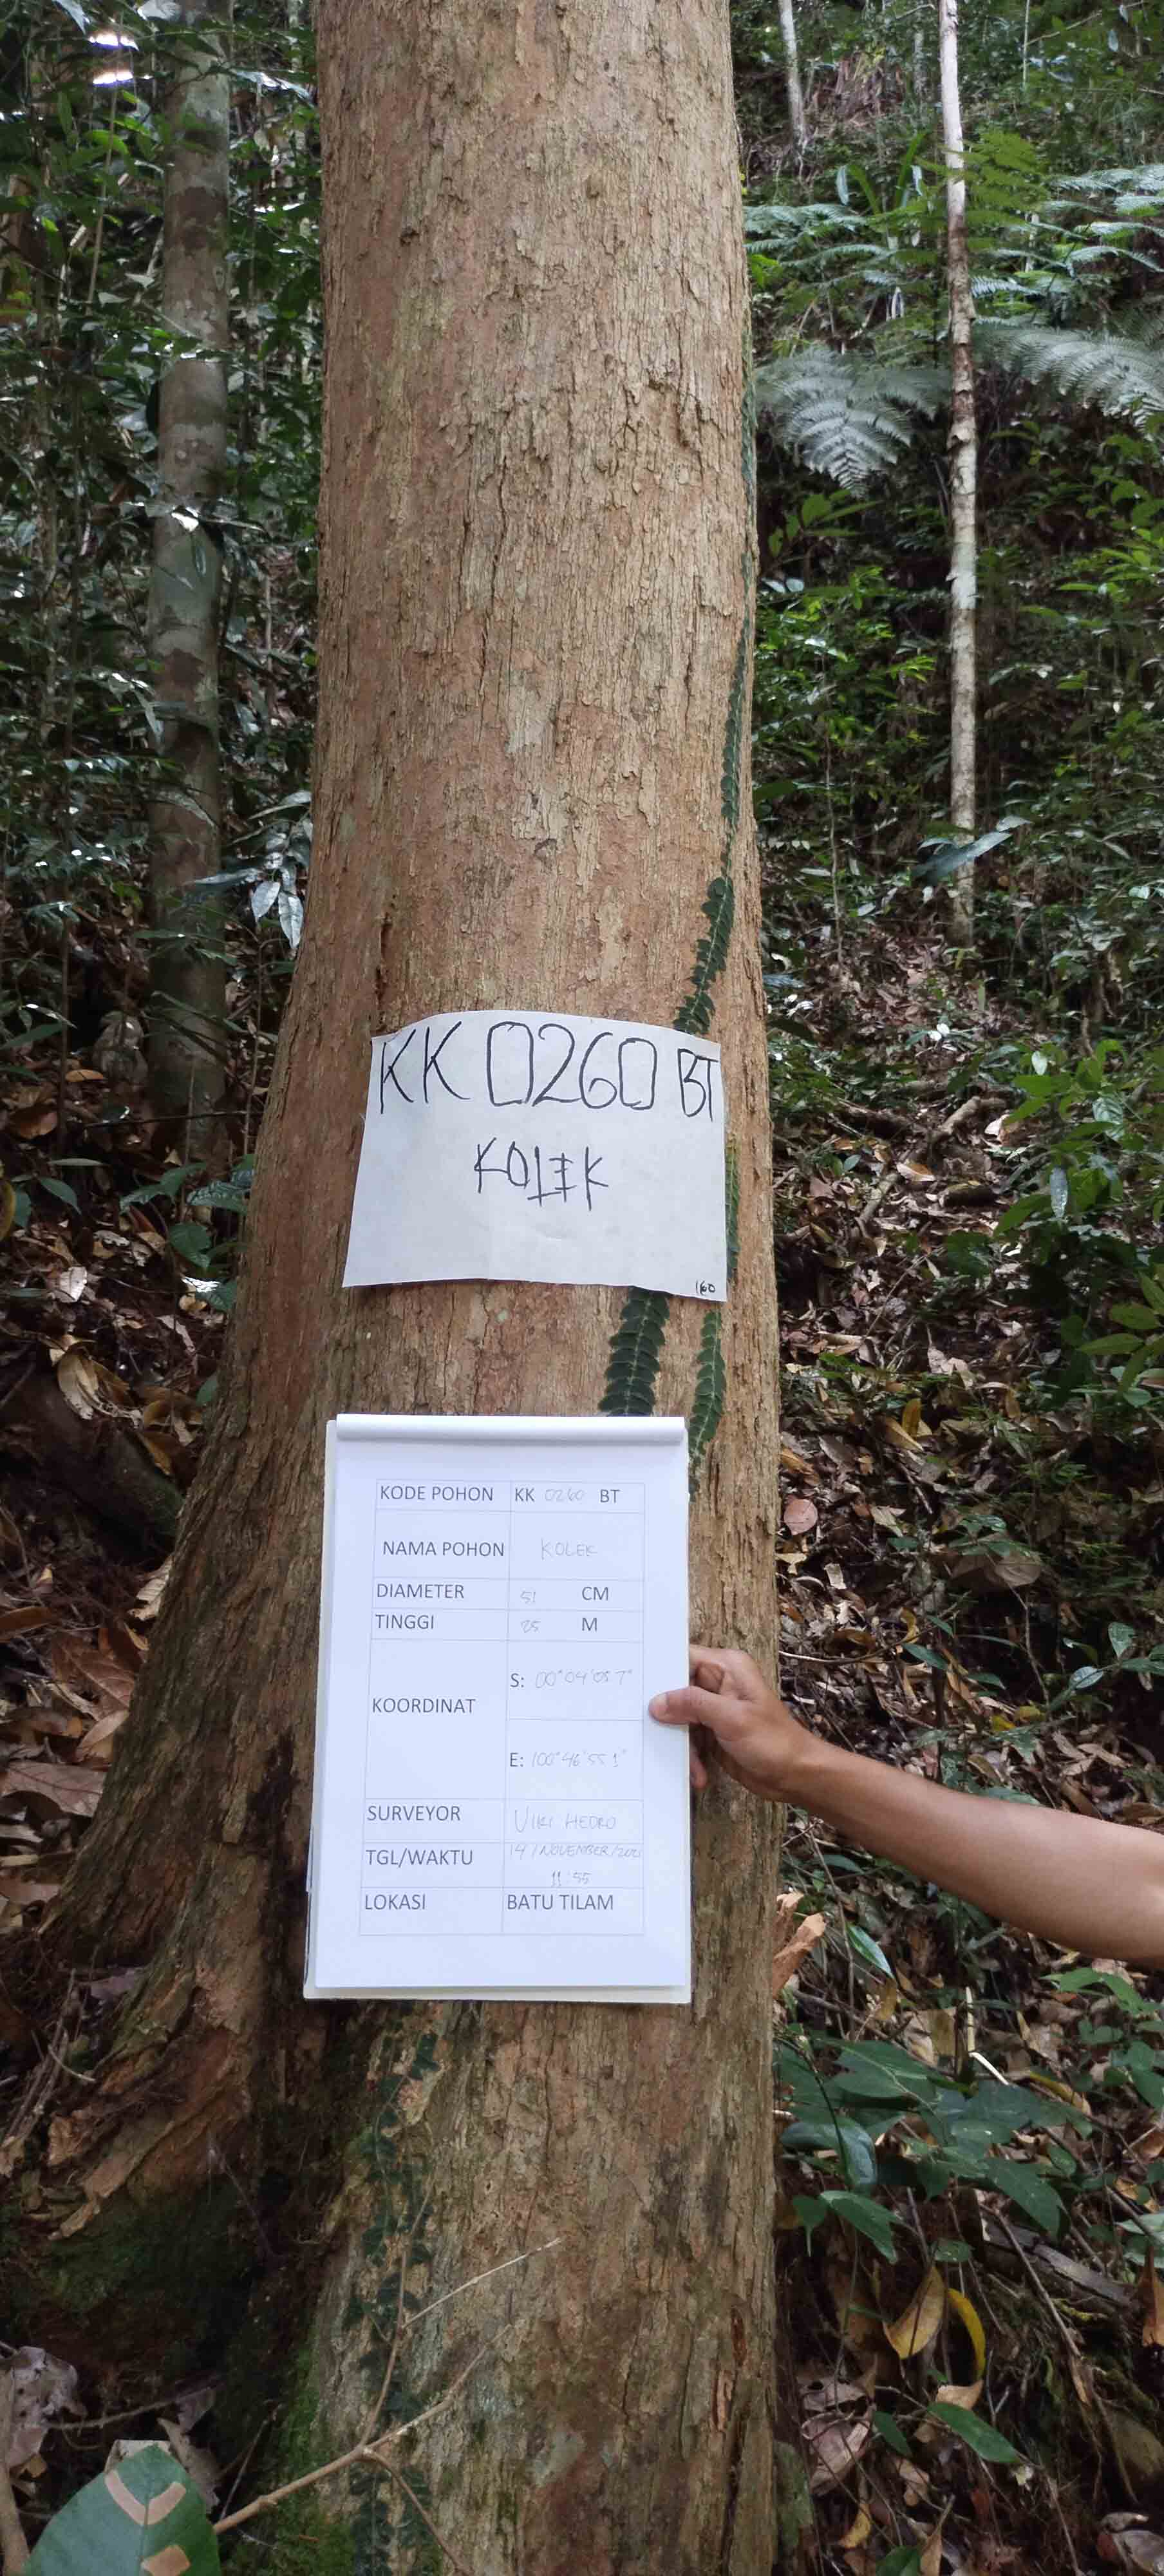 KK 0260 BT
KOLEK
160
KODE POHON KK 0260 BT
NAMA POHON KOLEK
DIAMETER 51 CM
TINGGI 25 M
KOORDINAT
S: 00°04'05 7"
E: 100°46'55 1"
SURVEYOR VIKI HEDRO
TGL/WAKTU 19/NOVEMBER/
11:55
LOKASI BATU TILAM